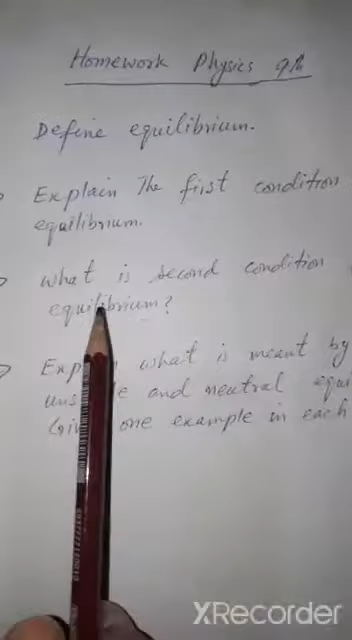 Homework Physics 9th
Define equilibrium.
Explain The first condition
equilibrium.
what is second condition
equilibrium?
what is meant by
and neutral equi
one example in each
XRecorder